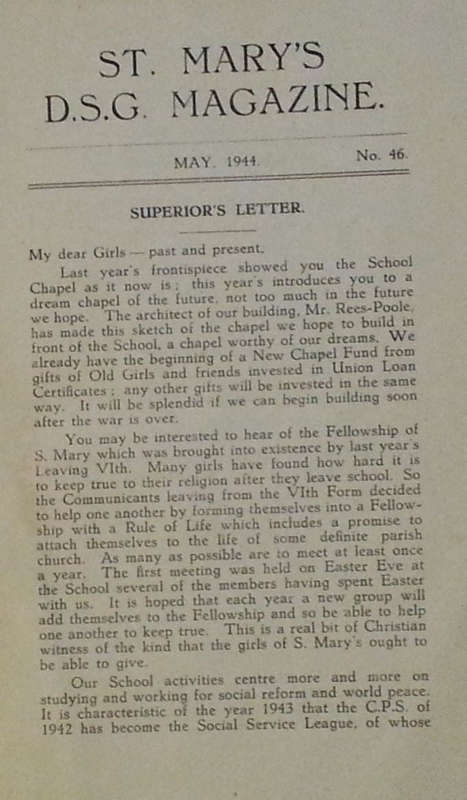 ST. MARY'S
D.S.G. MAGAZINE.
MAY, 1944. No. 46.
SUPERIOR'S LETTER.
My dear Girls — past and present,
Last year's frontispiece showed you the School
Chapel as it now is; this year's introduces you to a
dream chapel of the future, not too much in the future
we hope. The architect of our building, Mr. Rees-Poole,
has made this sketch of the chapel we hope to build in
front of the School, a chapel worthy of our dreams. We
already have the beginning of a New Chapel Fund from
gifts of Old Girls and friends invested in Union Loan
Certificates; any other gifts will be invested in the same
way. It will be splendid if we can begin building soon
after the war is over.
You may be interested to hear of the Fellowship of
S. Mary which was brought into existence by last year's
Leaving VIth. Many girls have found how hard it is
to keep true to their religion after they leave school. So
the Communicants leaving from the VIth Form decided
to help one another by forming themselves into a Fellow-
ship with a Rule of Life which includes a promise to
attach themselves to the life of some definite parish
church. As many as possible are to meet at least once
a year. The first meeting was held on Easter Eve at
the School several of the members having spent Easter
with us. It is hoped that each year a new group will
add themselves to the Fellowship and so be able to help
one another to keep true. This is a real bit of Christian
witness of the kind that the girls of S. Mary's ought to
be able to give.
Our School activities centre more and more on
studying and working for social reform and world peace.
It is characteristic of the year 1943 that the C.P.S. of
1942 has become the Social Service League, of whose